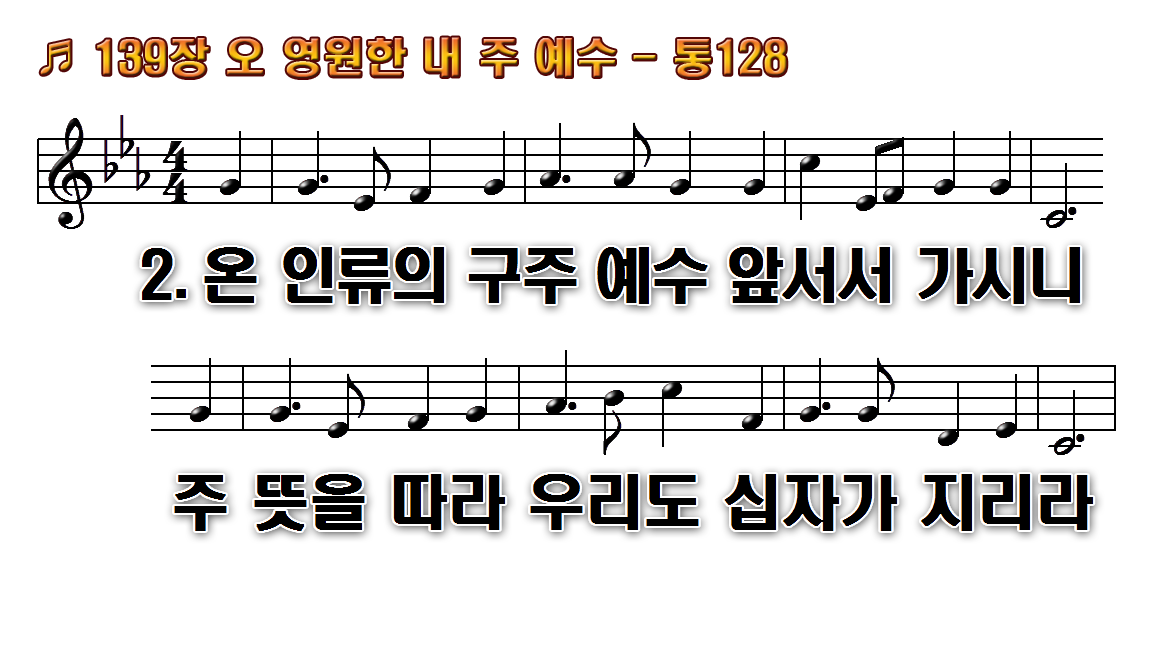 ♬ 139장 오 영원한 내 주 예수 - 통128
4
4
2. 온 인류의 구주 예수 앞서서 가시니
주 뜻을 따라 우리도 십자가 지리라